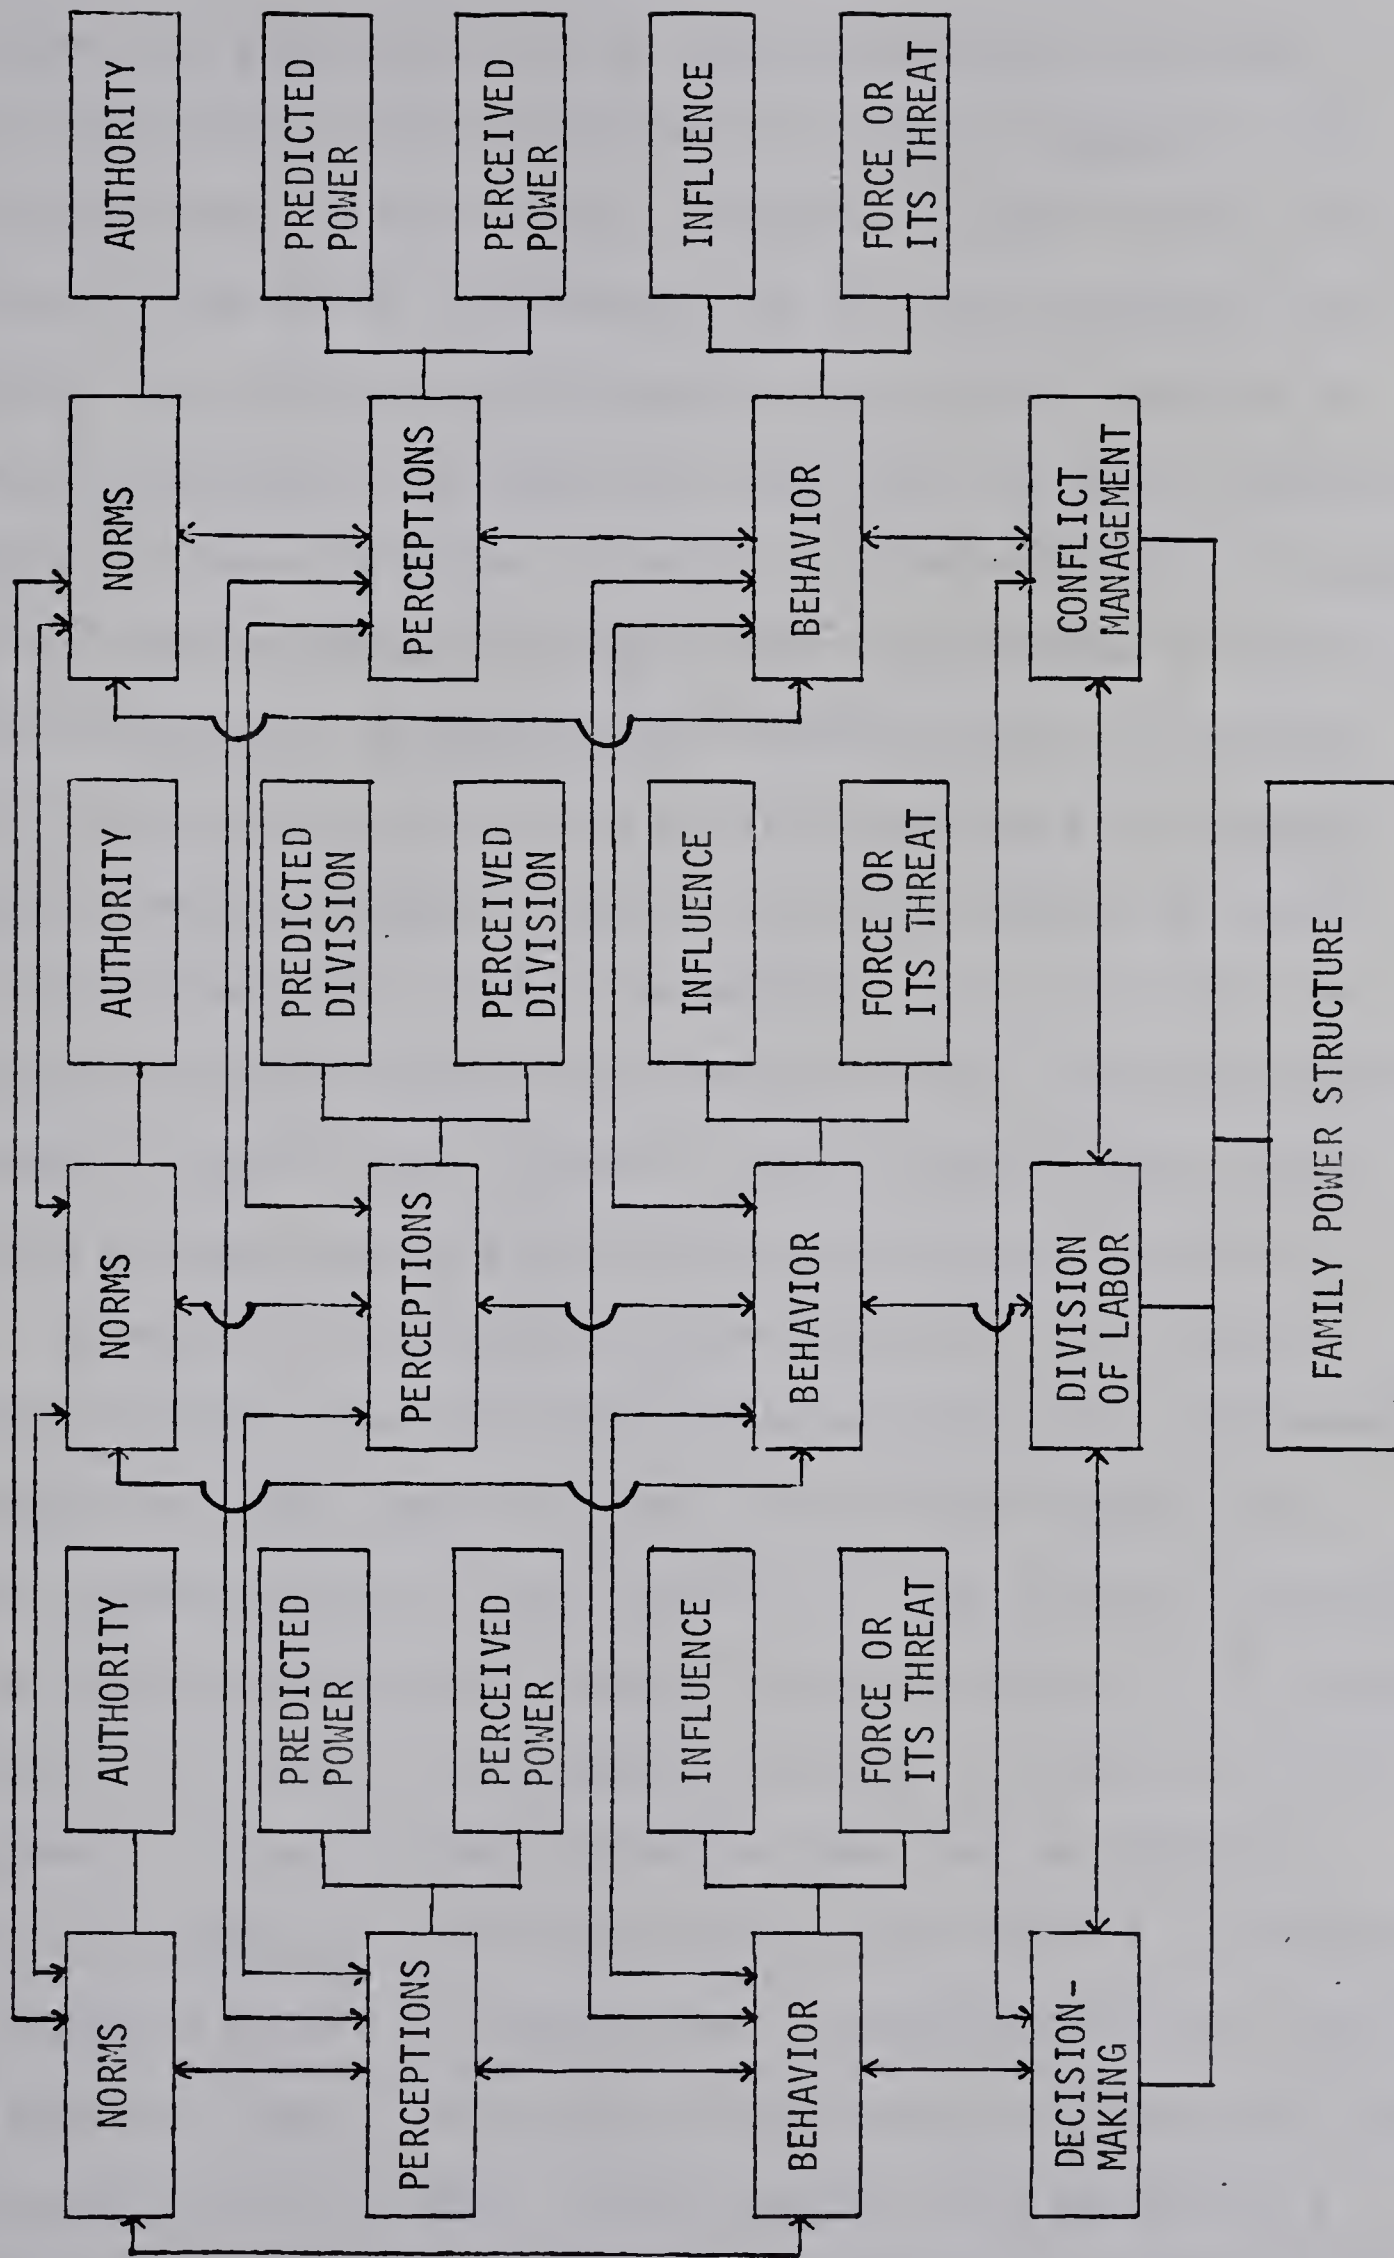 NORMS
AUTHORITY
PREDICTED
POWER
PERCEPTIONS
PERCEIVED
POWER
INFLUENCE
BEHAVIOR
FORCE OR
ITS THREAT
DECISION-
MAKING
NORMS
AUTHORITY
PREDICTED
DIVISION
PERCEPTIONS
PERCEIVED
DIVISION
INFLUENCE
BEHAVIOR
FORCE OR
ITS THREAT
DIVISION
OF LABOR
NORMS
AUTHORITY
PREDICTED
POWER
PERCEPTIONS
PERCEIVED
POWER
INFLUENCE
BEHAVIOR
FORCE OR
ITS THREAT
CONFLICT
MANAGEMENT
FAMILY POWER STRUCTURE